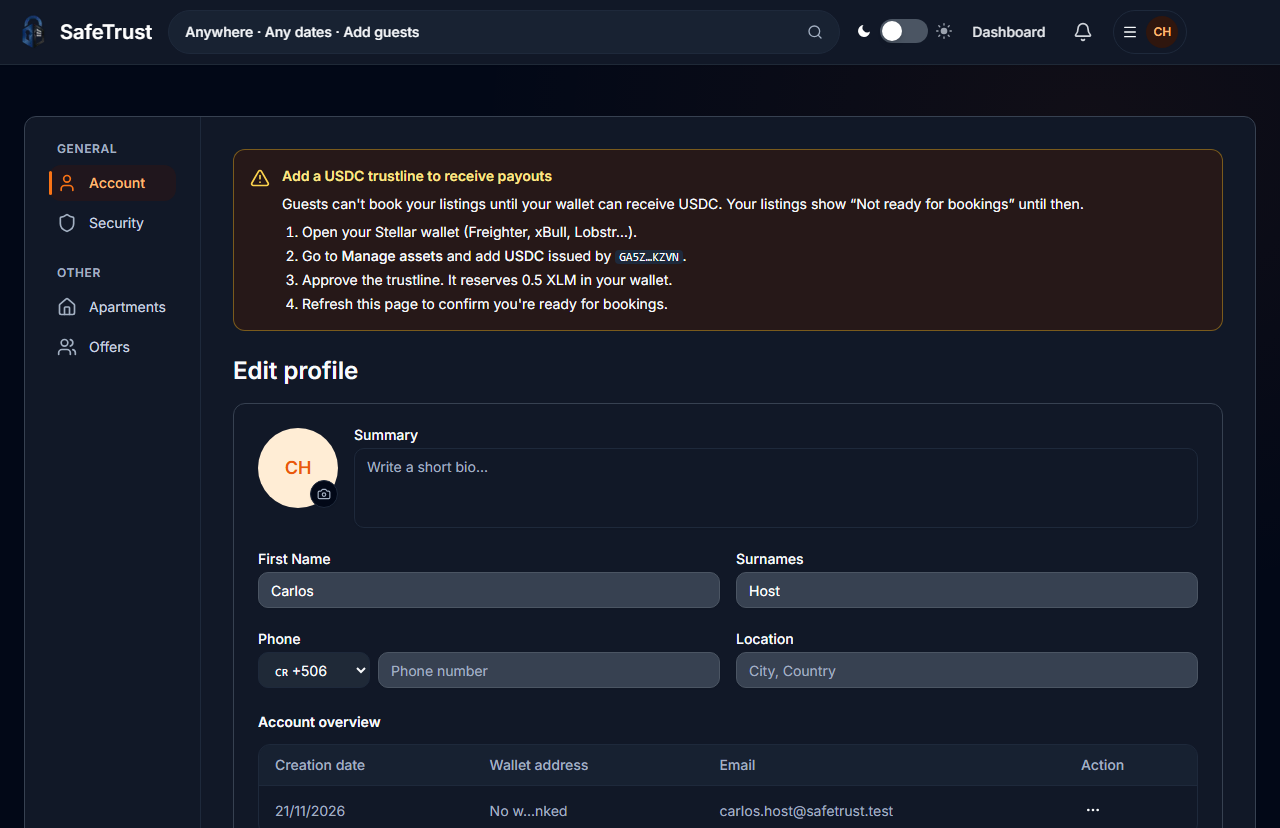 SafeTrust
Anywhere · Any dates · Add guests
Dashboard
CH
GENERAL
Account
Security
OTHER
Apartments
Offers
Add a USDC trustline to receive payouts
Guests can't book your listings until your wallet can receive USDC. Your listings show “Not ready for bookings” until then.
1. Open your Stellar wallet (Freighter, xBull, Lobstr…).
2. Go to Manage assets and add USDC issued by GA5Z…KZVN.
3. Approve the trustline. It reserves 0.5 XLM in your wallet.
4. Refresh this page to confirm you're ready for bookings.
Edit profile
CH
Summary
Write a short bio...
First Name
Surnames
Carlos
Host
Phone
Location
CR +506
Phone number
City, Country
Account overview
Creation date
Wallet address
Email
Action
21/11/2026
No w...nked
carlos.host@safetrust.test